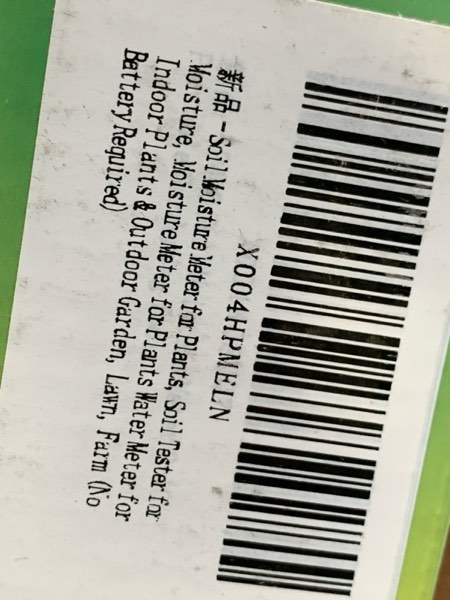 X004HPMELN
新品 - Soil Moisture Meter for Plants, Soil Tester for
Moisture, Moisture Meter for Plants Water Meter for
Indoor Plants & Outdoor Garden, Lawn, Farm (No
Battery Required)